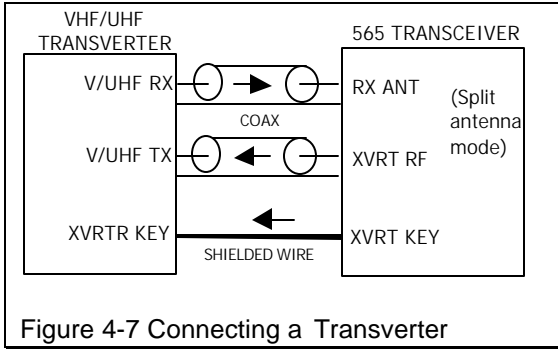 VHF/UHF
TRANSVERTER
565 TRANSCEIVER
V/UHF RX
RX ANT
(Split
antenna
mode)
COAX
V/UHF TX
XVRT RF
XVRTR KEY
XVRT KEY
SHIELDED WIRE
Figure 4-7 Connecting a Transverter